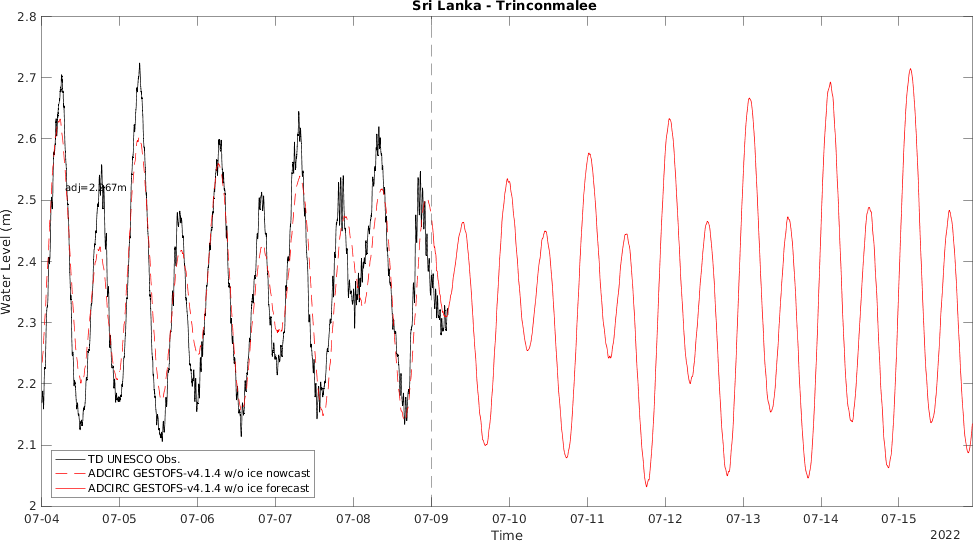 Sri Lanka - Trinconmalee
Water Level (m)
2.8
2.7
2.6
2.5
2.4
2.3
2.2
2.1
2
adj=2.267m
TD UNESCO Obs.
ADCIRC GESTOFS-v4.1.4 w/o ice nowcast
ADCIRC GESTOFS-v4.1.4 w/o ice forecast
07-04 07-05 07-06 07-07 07-08 07-09 07-10 07-11 07-12 07-13 07-14 07-15
Time
2022